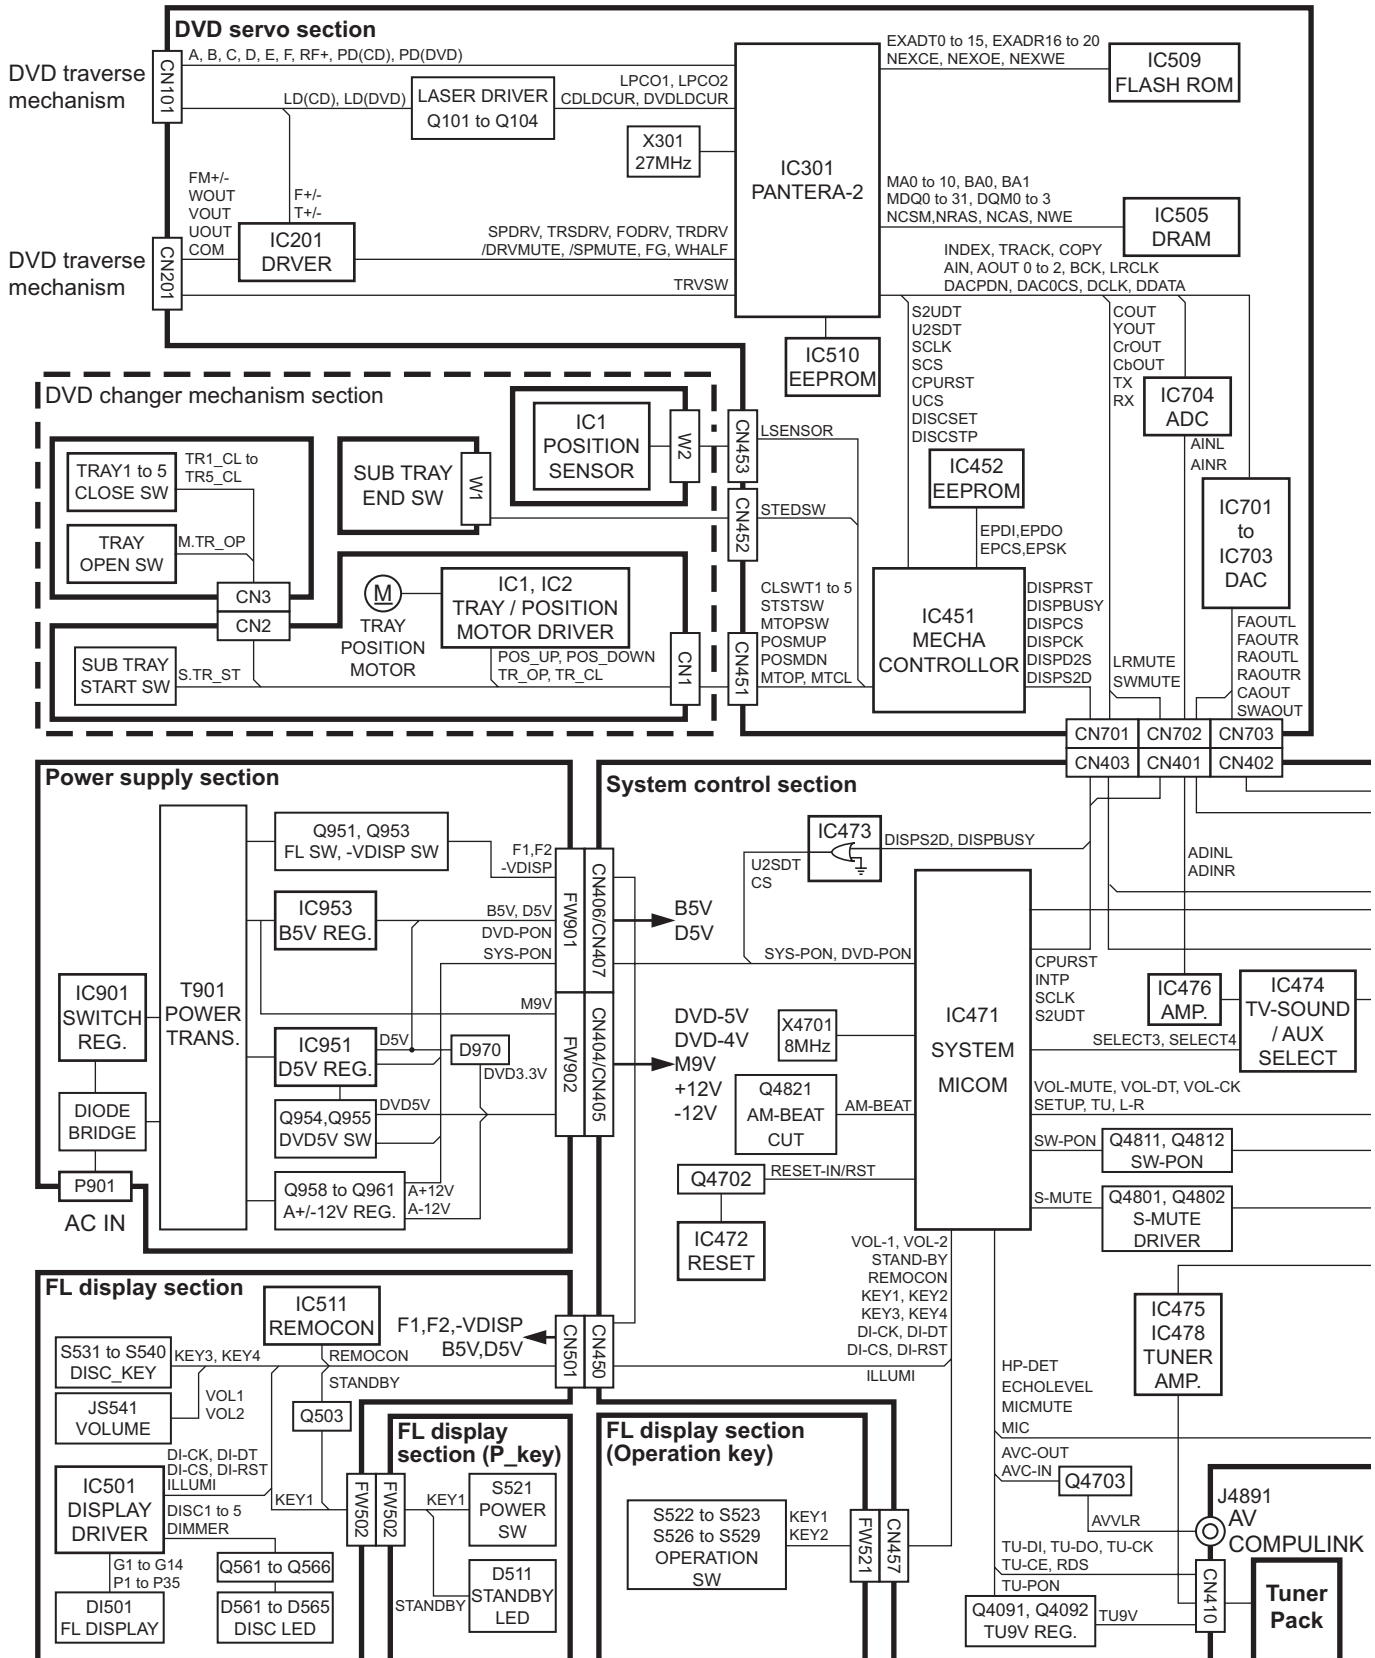 DVD servo section
DVD traverse
mechanism
CN101
A, B, C, D, E, F, RF+, PD(CD), PD(DVD)
LD(CD), LD(DVD)
LASER DRIVER
Q101 to Q104
LPCO1, LPCO2
CDLDCUR, DVDLDCUR
X301
27MHz
IC301
PANTERA-2
EXADT0 to 15, EXADR16 to 20
NEXCE, NEXOE, NEXWE
IC509
FLASH ROM
MA0 to 10, BA0, BA1
MDQ0 to 31, DQM0 to 3
NCSM,NRAS, NCAS, NWE
IC505
DRAM
FM+/-
WOUT
VOUT
UOUT
COM
F+/-
T+/-
IC201
DRVER
DVD traverse
mechanism
CN201
SPDRV, TRSDRV, FODRV, TRDRV
/DRVMUTE, /SPMUTE, FG, WHALF
TRVSW
INDEX, TRACK, COPY
AIN, AOUT 0 to 2, BCK, LRCLK
DACPDN, DAC0CS, DCLK, DDATA
IC510
EEPROM
S2UDT
U2SDT
SCLK
SCS
CPURST
UCS
DISCSET
DISCSTP
COUT
YOUT
CrOUT
CbOUT
TX
RX
IC704
ADC
AINL
AINR
IC701
to
IC703
DAC
FAOUTL
FAOUTR
RAOUTL
RAOUTR
CAOUT
SWAOUT
DVD changer mechanism section
TRAY1 to 5
CLOSE SW
TR1_CL to
TR5_CL
TRAY
OPEN SW
M.TR_OP
CN3
CN2
SUB TRAY
END SW
W1
IC1
POSITION
SENSOR
W2
CN453
LSENSOR
CN452
STEDSW
SUB TRAY
START SW
S.TR_ST
M
TRAY
POSITION
MOTOR
IC1, IC2
TRAY / POSITION
MOTOR DRIVER
POS_UP, POS_DOWN
TR_OP, TR_CL
CN1
CN451
CLSWT1 to 5
STSTSW
MTOPSW
POSMUP
POSMDN
MTOP, MTCL
IC452
EEPROM
EPDI,EPDO
EPCS,EPSK
IC451
MECHA
CONTROLLOR
DISPRST
DISPBUSY
DISPCS
DISPCK
DISPD2S
DISPS2D
LRMUTE
SWMUTE
CN701
CN702
CN703
CN403
CN401
CN402
Power supply section
IC901
SWITCH
REG.
DIODE
BRIDGE
P901
AC IN
T901
POWER
TRANS.
Q951, Q953
FL SW, -VDISP SW
F1,F2
-VDISP
IC953
B5V REG.
B5V, D5V
DVD-PON
SYS-PON
M9V
IC951
D5V REG.
D5V
D970
DVD3.3V
Q954,Q955
DVD5V SW
DVD5V
Q958 to Q961
A+/-12V REG.
A+12V
A-12V
FW901
CN406/CN407
FW902
CN404/CN405
System control section
B5V
D5V
DVD-5V
DVD-4V
M9V
+12V
-12V
IC473
DISPS2D, DISPBUSY
U2SDT
CS
SYS-PON, DVD-PON
X4701
8MHz
Q4821
AM-BEAT
CUT
AM-BEAT
Q4702
RESET-IN/RST
IC472
RESET
IC471
SYSTEM
MICOM
ADINL
ADINR
CPURST
INTP
SCLK
S2UDT
IC476
AMP.
IC474
TV-SOUND
/ AUX
SELECT
SELECT3, SELECT4
VOL-MUTE, VOL-DT, VOL-CK
SETUP, TU, L-R
SW-PON
Q4811, Q4812
SW-PON
S-MUTE
Q4801, Q4802
S-MUTE
DRIVER
VOL-1, VOL-2
STAND-BY
REMOCON
KEY1, KEY2
KEY3, KEY4
DI-CK, DI-DT
DI-CS, DI-RST
ILLUMI
IC475
IC478
TUNER
AMP.
HP-DET
ECHOLEVEL
MICMUTE
MIC
AVC-OUT
AVC-IN
Q4703
AVVLR
J4891
AV
COMPULINK
TU-DI, TU-DO, TU-CK
TU-CE, RDS
TU-PON
Q4091, Q4092
TU9V REG.
TU9V
CN410
Tuner
Pack
FL display section
IC511
REMOCON
F1,F2,-VDISP
B5V,D5V
CN501
CN450
S531 to S540
DISC_KEY
KEY3, KEY4
REMOCON
STANDBY
JS541
VOLUME
VOL1
VOL2
Q503
DI-CK, DI-DT
DI-CS, DI-RST
ILLUMI
IC501
DISPLAY
DRIVER
DISC1 to 5
DIMMER
KEY1
G1 to G14
P1 to P35
Q561 to Q566
DI501
FL DISPLAY
D561 to D565
DISC LED
FW502
FW502
FL display
section (P_key)
KEY1
S521
POWER
SW
STANDBY
D511
STANDBY
LED
FL display section
(Operation key)
S522 to S523
S526 to S529
OPERATION
SW
KEY1
KEY2
FW521
CN457